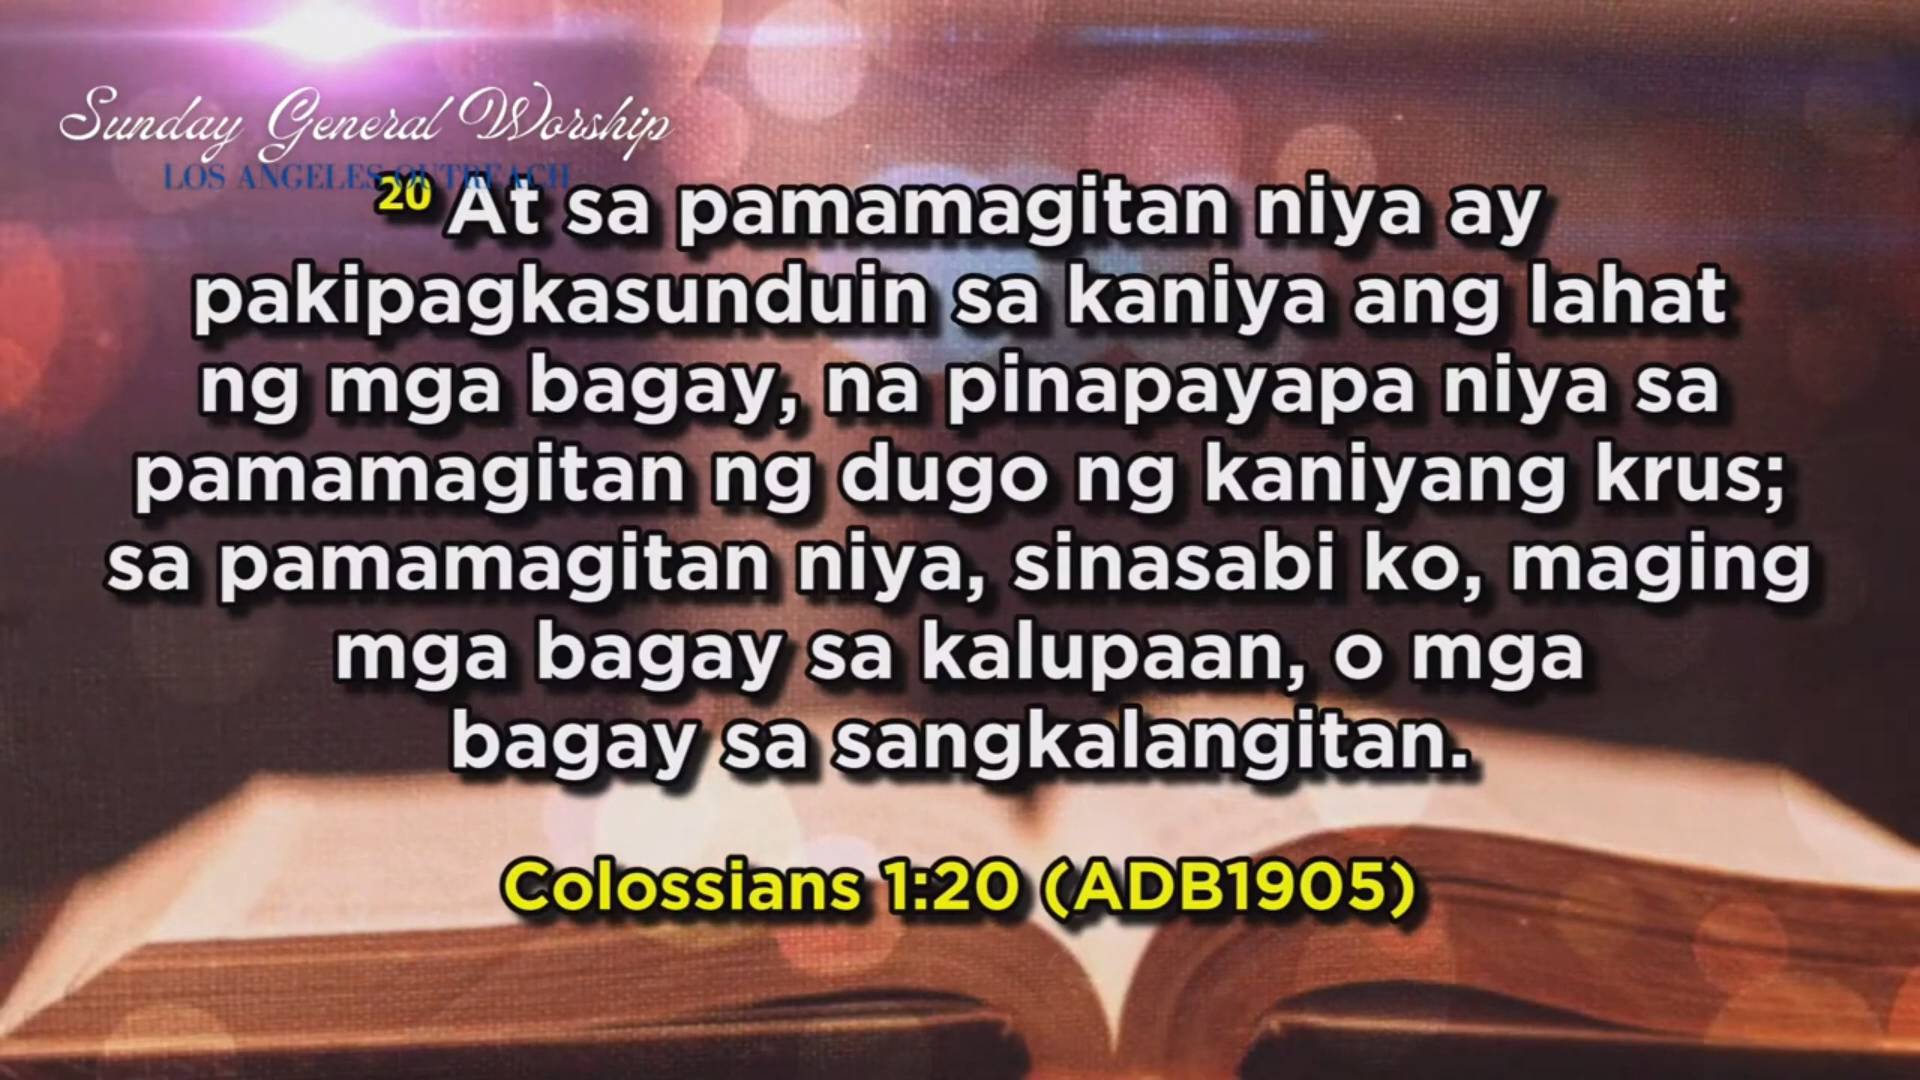 Sunday General Worship
LOS ANGELES OUTREACH
20 At sa pamamagitan niya ay
pakipagkasunduin sa kaniya ang lahat
ng mga bagay, na pinapayapa niya sa
pamamagitan ng dugo ng kaniyang krus;
sa pamamagitan niya, sinasabi ko, maging
mga bagay sa kalupaan, o mga
bagay sa sangkalangitan.
Colossians 1:20 (ADB1905)